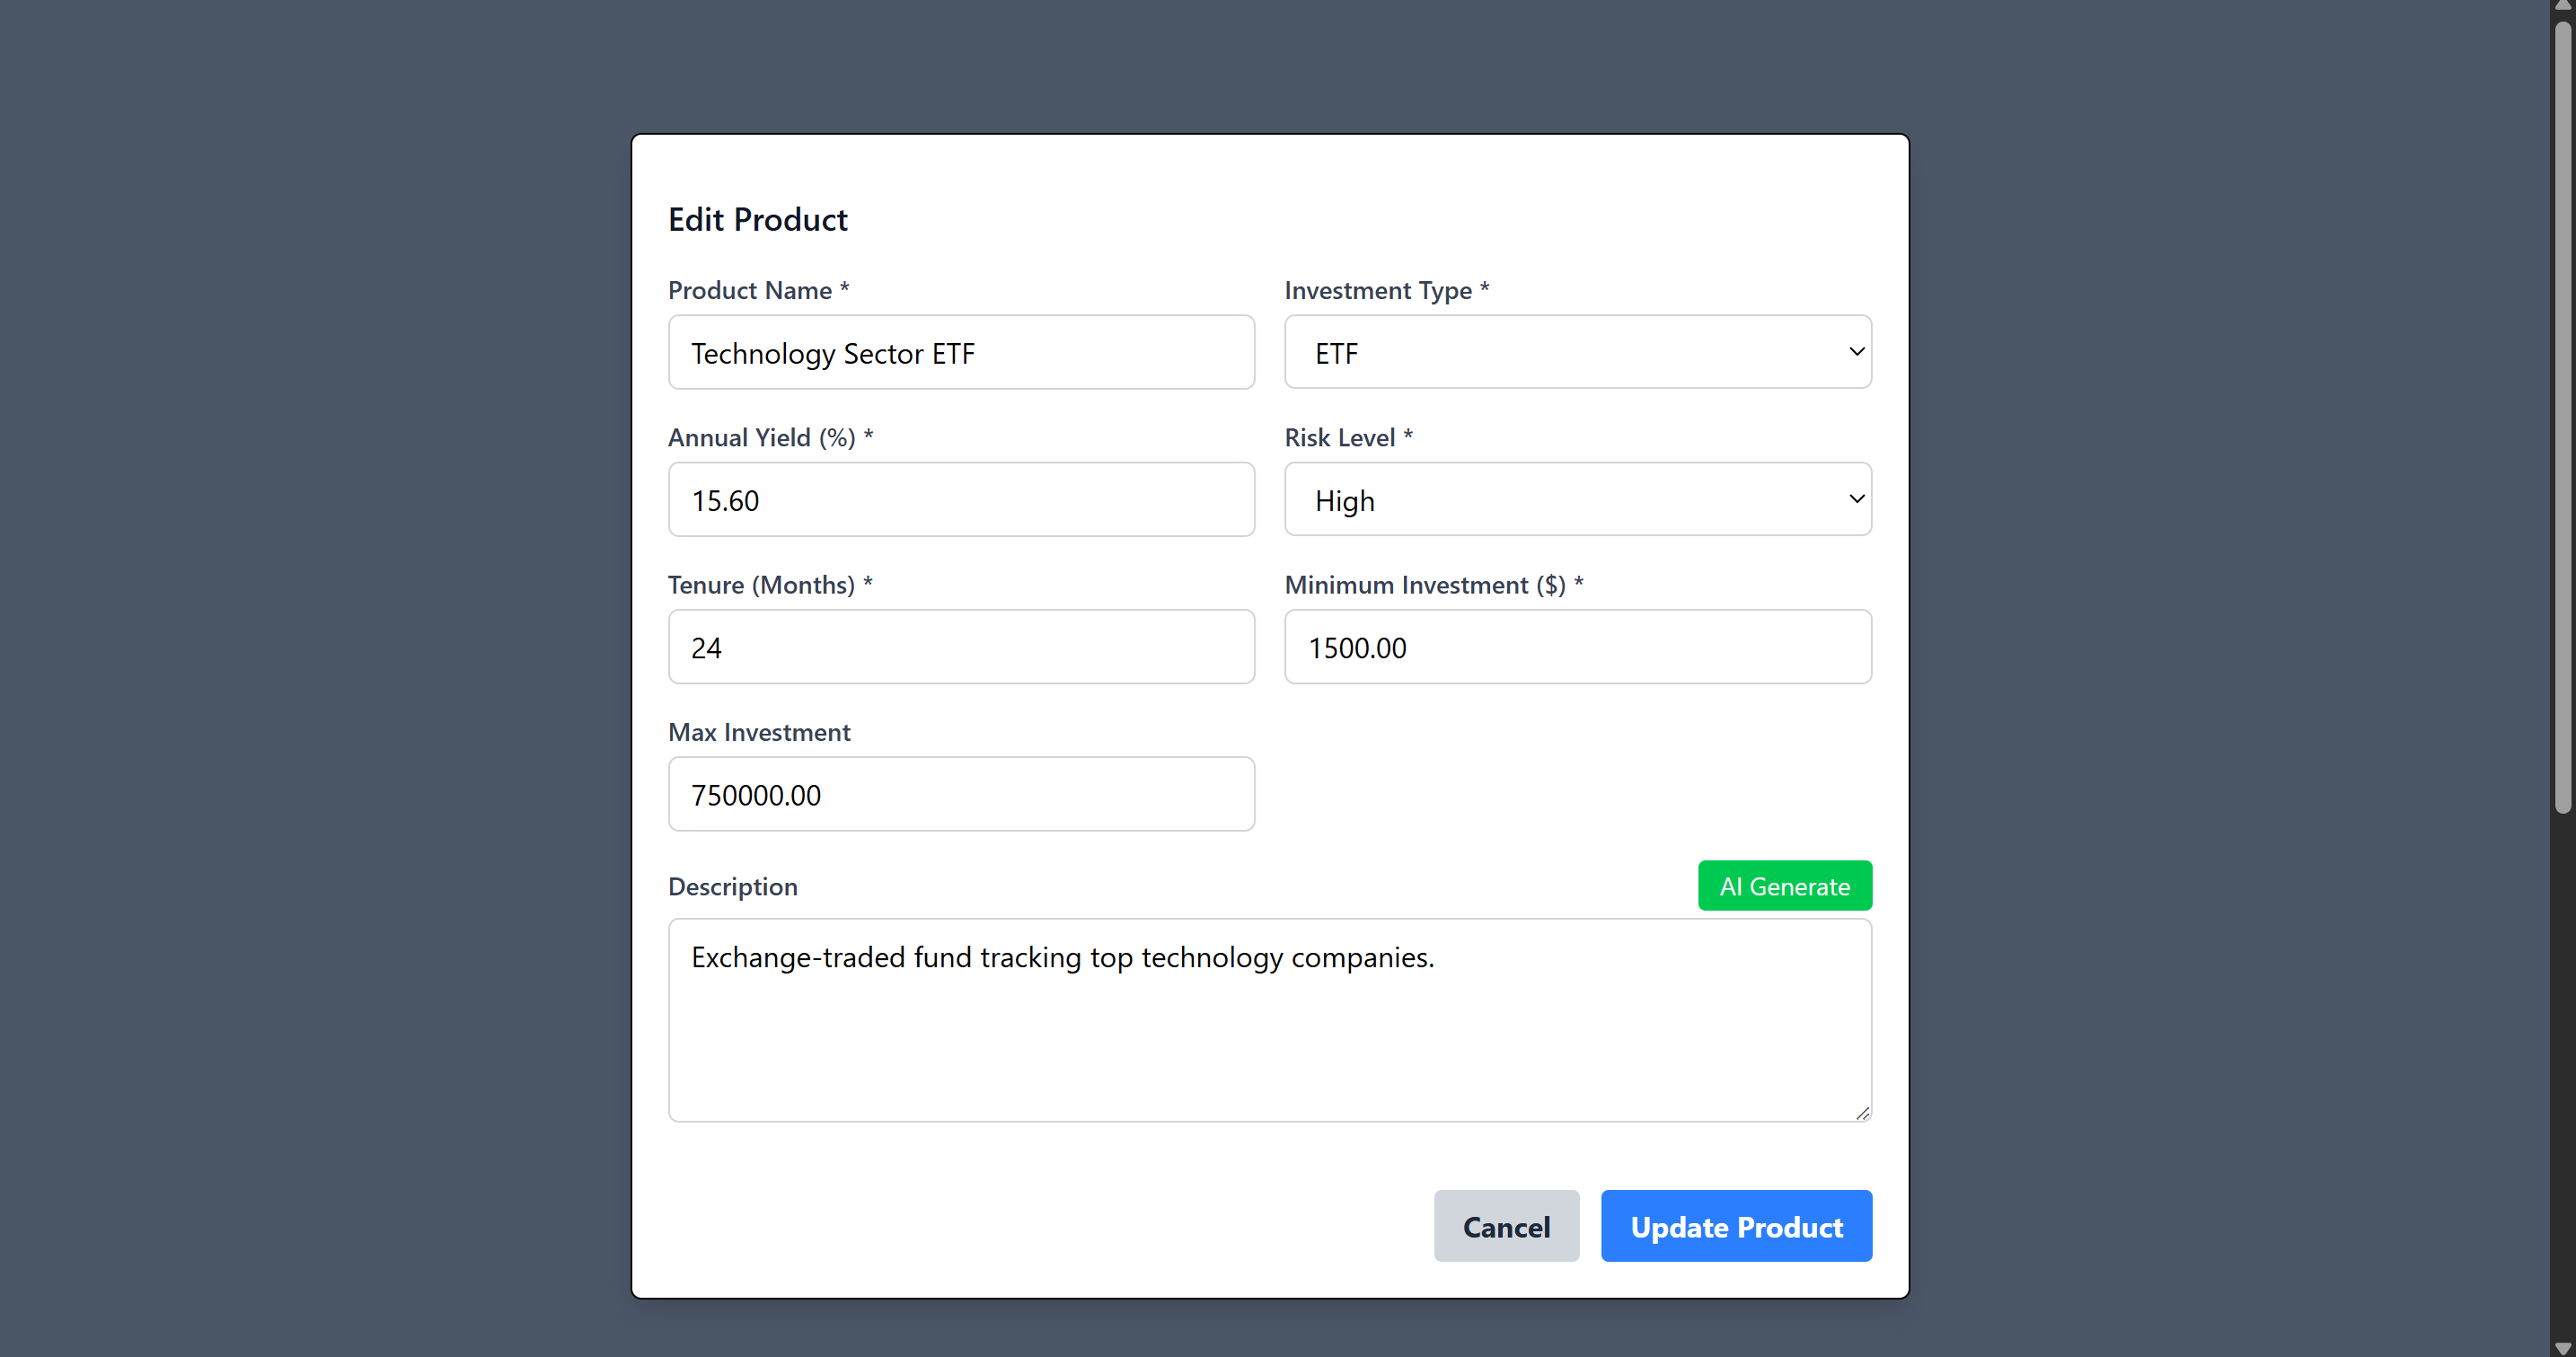 Edit Product
Product Name *
Investment Type *
Technology Sector ETF
ETF
Annual Yield (%) *
Risk Level *
15.60
High
Tenure (Months) *
Minimum Investment ($) *
24
1500.00
Max Investment
750000.00
Description
AI Generate
Exchange-traded fund tracking top technology companies.
Cancel
Update Product